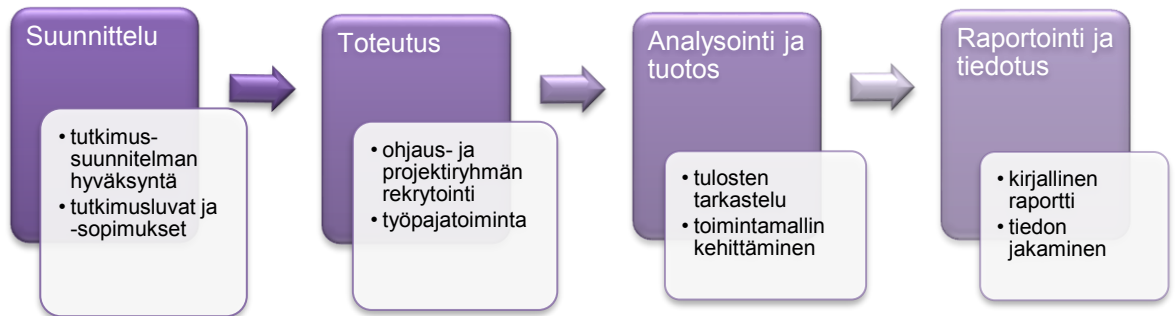 Suunnittelu
• tutkimus-
suunnitelman
hyväksyntä
• tutkimusluvat ja
-sopimukset
Toteutus
• ohjaus- ja
projektiryhmän
rekrytointi
• työpajatoiminta
Analysointi ja
tuotos
• tulosten
tarkastelu
• toimintamallin
kehittäminen
Raportointi ja
tiedotus
• kirjallinen
raportti
• tiedon
jakaminen